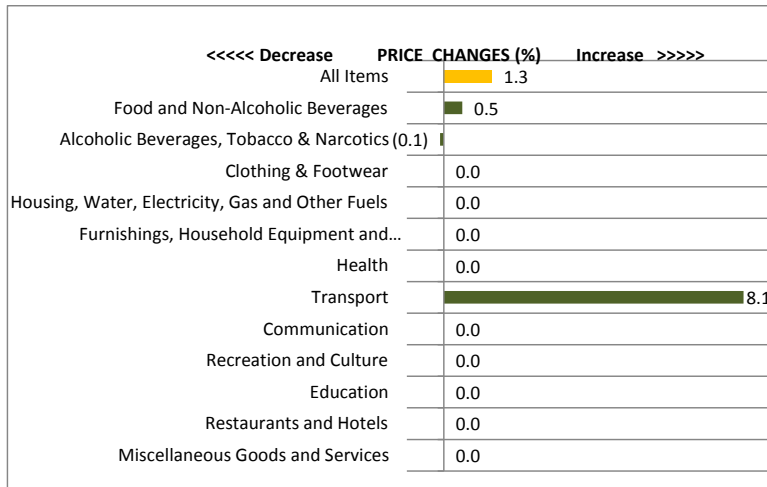 <<<<< Decrease PRICE CHANGES (%) Increase >>>>>
All Items 1.3
Food and Non-Alcoholic Beverages 0.5
Alcoholic Beverages, Tobacco & Narcotics (0.1)
Clothing & Footwear 0.0
Housing, Water, Electricity, Gas and Other Fuels 0.0
Furnishings, Household Equipment and... 0.0
Health 0.0
Transport 8.1
Communication 0.0
Recreation and Culture 0.0
Education 0.0
Restaurants and Hotels 0.0
Miscellaneous Goods and Services 0.0